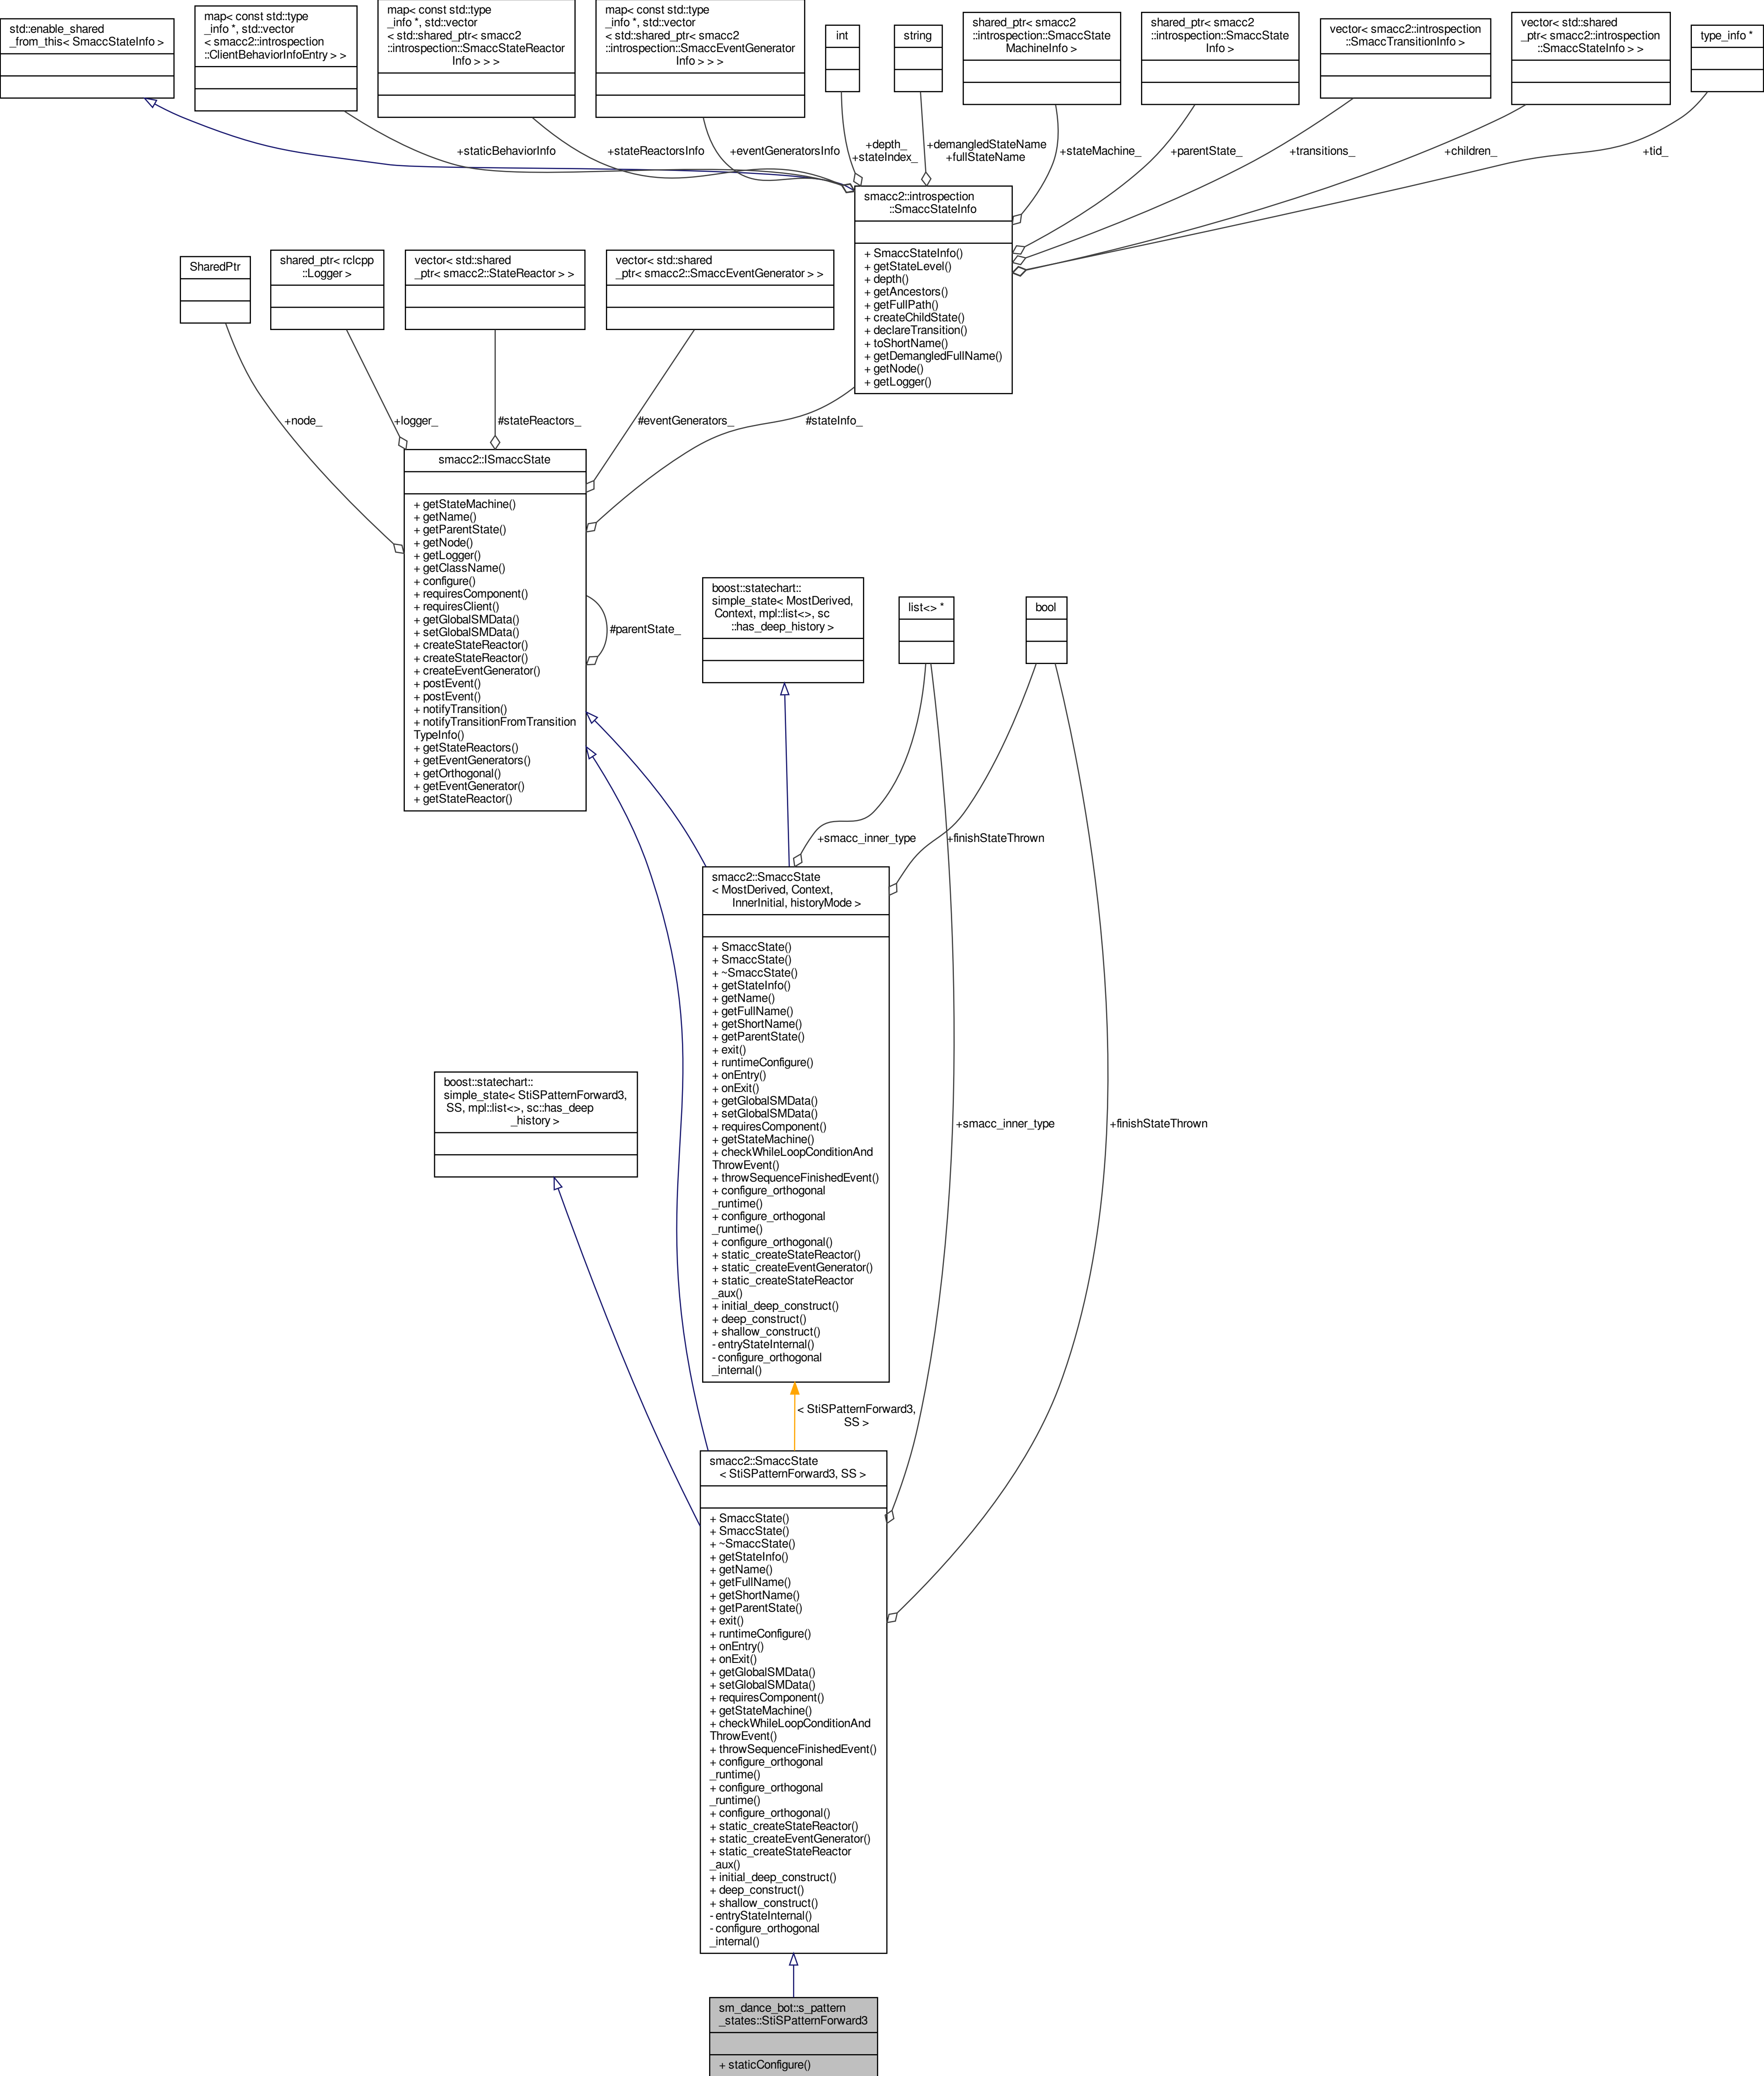 std::enable_shared
_from_this< SmaccStateInfo >
map< const std::type
_info *, std::vector
< smacc2::introspection
::ClientBehaviorInfoEntry > >
map< const std::type
_info *, std::vector
< std::shared_ptr< smacc2
::introspection::SmaccStateReactor
Info > > >
map< const std::type
_info *, std::vector
< std::shared_ptr< smacc2
::introspection::SmaccEventGenerator
Info > > >
int
string
shared_ptr< smacc2
::introspection::SmaccState
MachineInfo >
shared_ptr< smacc2
::introspection::SmaccState
Info >
vector< smacc2::introspection
::SmaccTransitionInfo >
vector< std::shared
_ptr< smacc2::introspection
::SmaccStateInfo > >
type_info *
+staticBehaviorInfo
+stateReactorsInfo
+eventGeneratorsInfo
+depth_
+stateIndex_
+demangledStateName
+fullStateName
+stateMachine_
+parentState_
+transitions_
+children_
+tid_
smacc2::introspection
::SmaccStateInfo
+ SmaccStateInfo()
+ getStateLevel()
+ depth()
+ getAncestors()
+ getFullPath()
+ createChildState()
+ declareTransition()
+ toShortName()
+ getDemangledFullName()
+ getNode()
+ getLogger()
SharedPtr
shared_ptr< rclcpp
::Logger >
vector< std::shared
_ptr< smacc2::StateReactor > >
vector< std::shared
_ptr< smacc2::SmaccEventGenerator > >
+node_
+logger_
#stateReactors_
#eventGenerators_
#stateInfo_
smacc2::ISmaccState
+ getStateMachine()
+ getName()
+ getParentState()
+ getNode()
+ getLogger()
+ getClassName()
+ configure()
+ requiresComponent()
+ requiresClient()
+ getGlobalSMData()
+ setGlobalSMData()
+ createStateReactor()
+ createStateReactor()
+ createEventGenerator()
+ postEvent()
+ postEvent()
+ notifyTransition()
+ notifyTransitionFromTransition
TypeInfo()
+ getStateReactors()
+ getEventGenerators()
+ getOrthogonal()
+ getEventGenerator()
+ getStateReactor()
#parentState_
boost::statechart::
simple_state< MostDerived,
Context, mpl::list<>, sc
::has_deep_history >
list<> *
bool
+smacc_inner_type
+finishStateThrown
smacc2::SmaccState
< MostDerived, Context,
InnerInitial, historyMode >
+ SmaccState()
+ SmaccState()
+ ~SmaccState()
+ getStateInfo()
+ getName()
+ getFullName()
+ getShortName()
+ getParentState()
+ exit()
+ runtimeConfigure()
+ onEntry()
+ onExit()
+ getGlobalSMData()
+ setGlobalSMData()
+ requiresComponent()
+ getStateMachine()
+ checkWhileLoopConditionAnd
ThrowEvent()
+ throwSequenceFinishedEvent()
+ configure_orthogonal
_runtime()
+ configure_orthogonal
_runtime()
+ configure_orthogonal()
+ static_createStateReactor()
+ static_createEventGenerator()
+ static_createStateReactor
_aux()
+ initial_deep_construct()
+ deep_construct()
+ shallow_construct()
- entryStateInternal()
- configure_orthogonal
_internal()
boost::statechart::
simple_state< StiSPatternForward3,
SS, mpl::list<>, sc::has_deep
_history >
+smacc_inner_type
+finishStateThrown
< StiSPatternForward3,
SS >
smacc2::SmaccState
< StiSPatternForward3, SS >
+ SmaccState()
+ SmaccState()
+ ~SmaccState()
+ getStateInfo()
+ getName()
+ getFullName()
+ getShortName()
+ getParentState()
+ exit()
+ runtimeConfigure()
+ onEntry()
+ onExit()
+ getGlobalSMData()
+ setGlobalSMData()
+ requiresComponent()
+ getStateMachine()
+ checkWhileLoopConditionAnd
ThrowEvent()
+ throwSequenceFinishedEvent()
+ configure_orthogonal
_runtime()
+ configure_orthogonal
_runtime()
+ configure_orthogonal()
+ static_createStateReactor()
+ static_createEventGenerator()
+ static_createStateReactor
_aux()
+ initial_deep_construct()
+ deep_construct()
+ shallow_construct()
- entryStateInternal()
- configure_orthogonal
_internal()
sm_dance_bot::s_pattern
_states::StiSPatternForward3
+ staticConfigure()